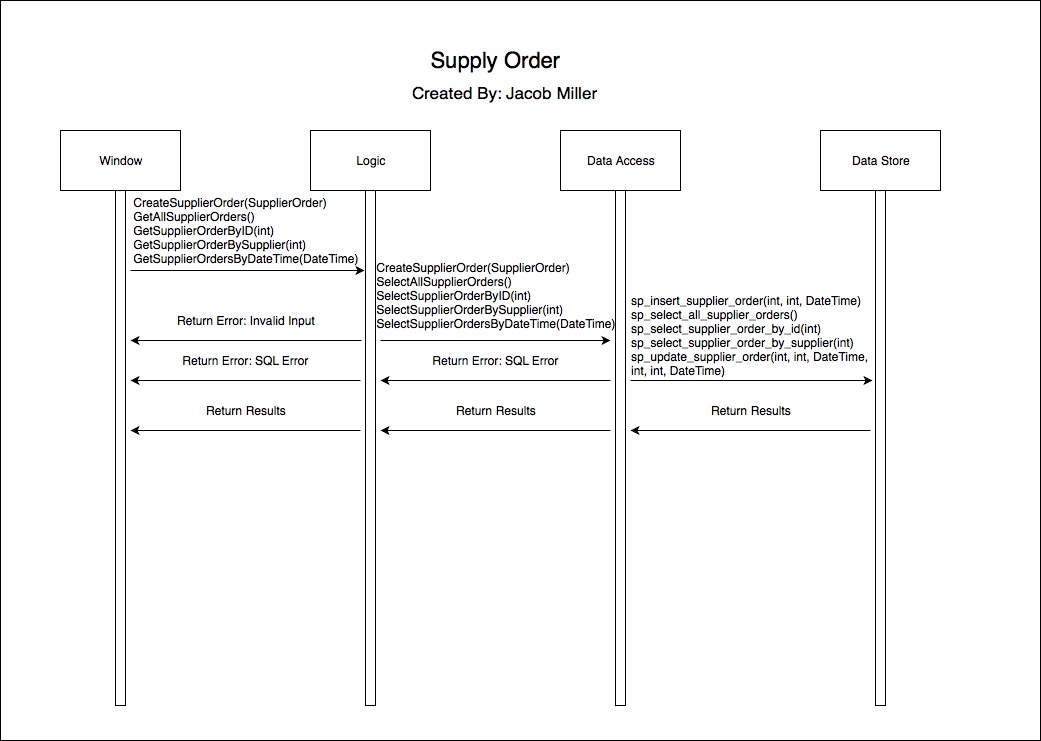 Supply Order
Created By: Jacob Miller
Window
Logic
Data Access
Data Store
CreateSupplierOrder(SupplierOrder)
GetAllSupplierOrders()
GetSupplierOrderByID(int)
GetSupplierOrderBySupplier(int)
GetSupplierOrdersByDateTime(DateTime)
CreateSupplierOrder(SupplierOrder)
SelectAllSupplierOrders()
SelectSupplierOrderByID(int)
SelectSupplierOrderBySupplier(int)
SelectSupplierOrdersByDateTime(DateTime)
sp_insert_supplier_order(int, int, DateTime)
sp_select_all_supplier_orders()
sp_select_supplier_order_by_id(int)
sp_select_supplier_order_by_supplier(int)
sp_update_supplier_order(int, int, DateTime,
int, int, DateTime)
Return Error: Invalid Input
Return Error: SQL Error
Return Error: SQL Error
Return Results
Return Results
Return Results